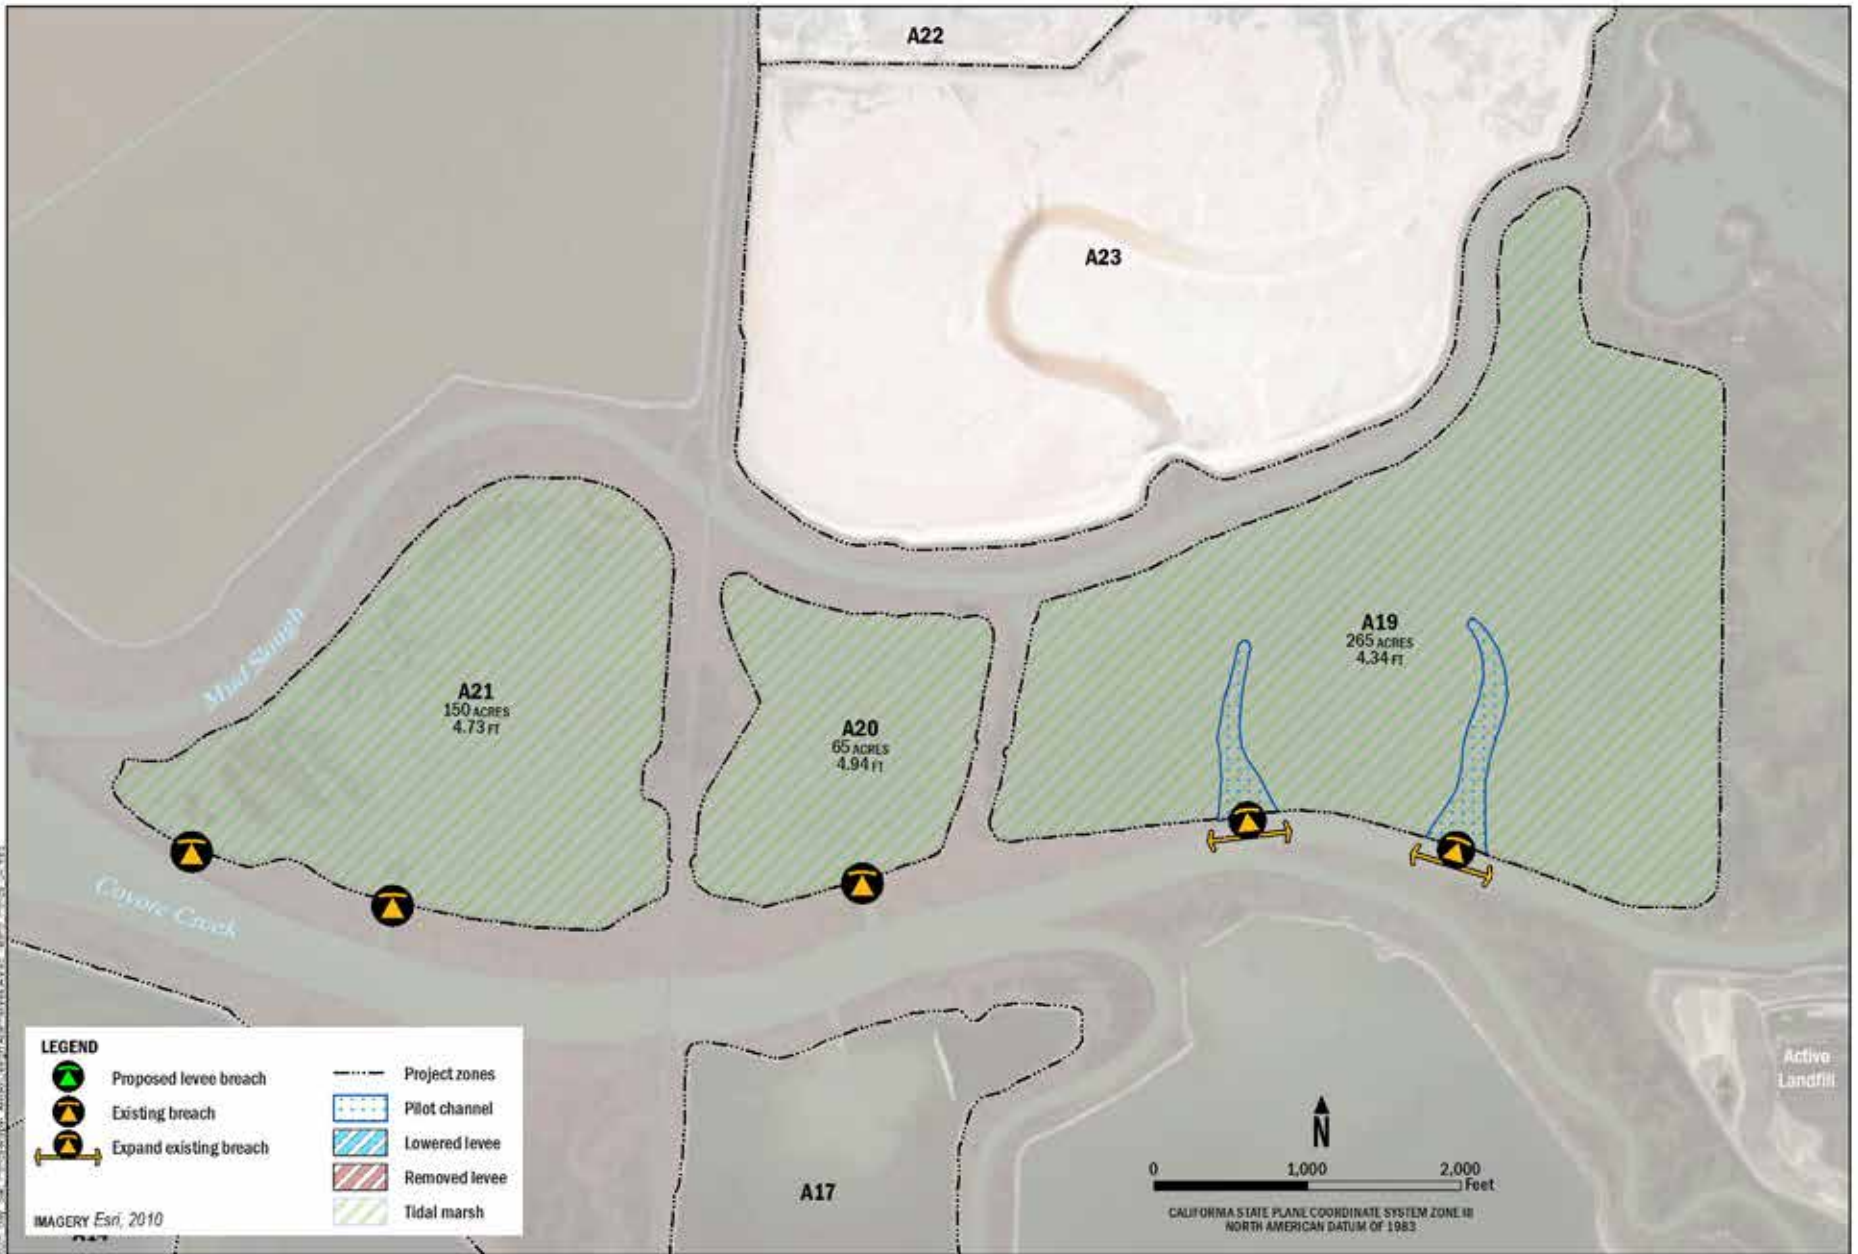 A22
A23
A19
265 ACRES
4.34 FT
Mud Slough
A21
150 ACRES
4.73 FT
A20
65 ACRES
4.94 FT
Coyote Creek
LEGEND
Proposed levee breach
Existing breach
Expand existing breach
Project zones
Pilot channel
Lowered levee
Removed levee
Tidal marsh
IMAGERY Esri, 2010
A17
N
0 1,000 2,000
Feet
CALIFORNIA STATE PLANE COORDINATE SYSTEM ZONE III
NORTH AMERICAN DATUM OF 1983
Active
Landfill